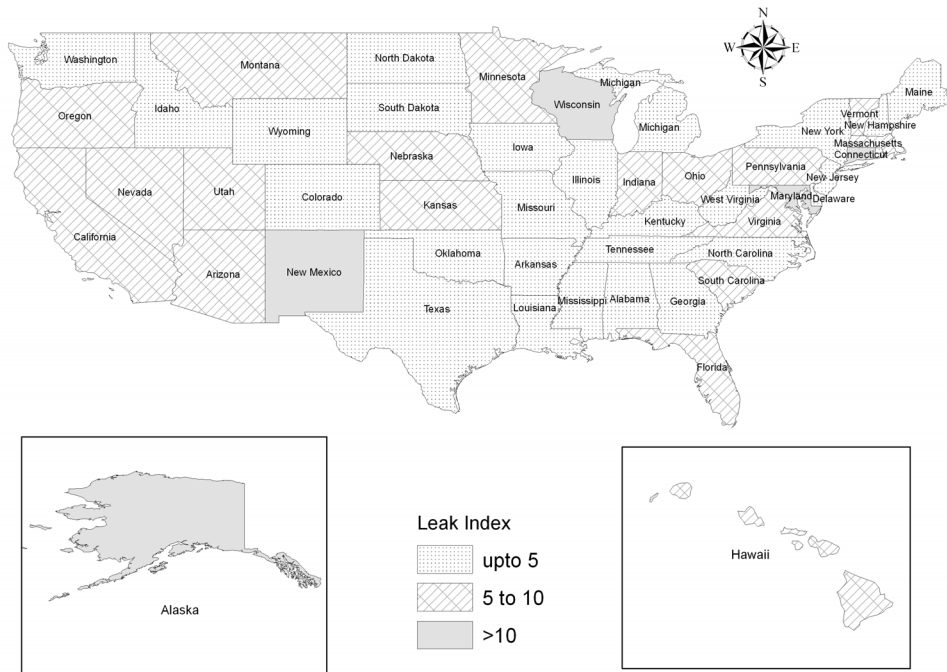 N
W E
S
Washington
Montana
North Dakota
Minnesota
Michigan
Maine
Oregon
Idaho
South Dakota
Wisconsin
Vermont
New Hampshire
Wyoming
Michigan
New York
Massachusetts
Connecticut
Iowa
Nebraska
Pennsylvania
New Jersey
Nevada
Utah
Colorado
Illinois
Indiana
Ohio
Maryland
Delaware
West Virginia
Kansas
Missouri
Kentucky
Virginia
California
Arizona
New Mexico
Oklahoma
Arkansas
Tennessee
North Carolina
South Carolina
Texas
Louisiana
Mississippi
Alabama
Georgia
Florida
Leak Index
upto 5
5 to 10
>10
Alaska
Hawaii